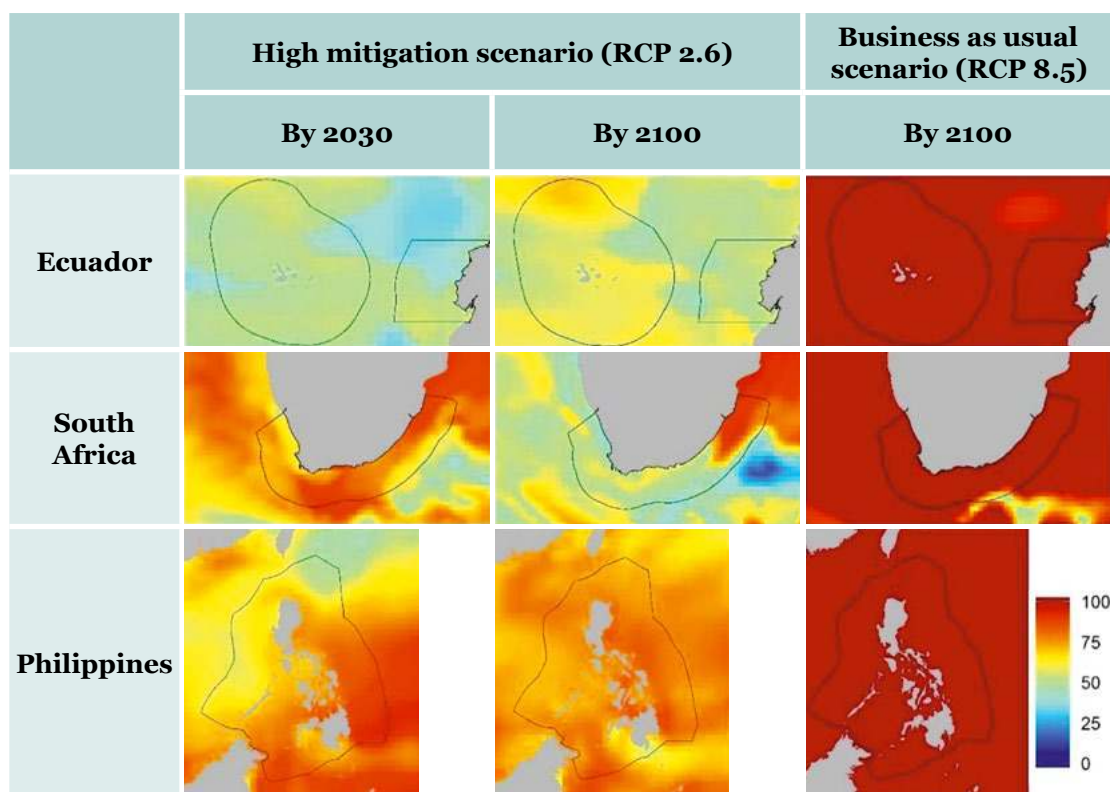 High mitigation scenario (RCP 2.6)
Business as usual
scenario (RCP 8.5)
By 2030
By 2100
By 2100
Ecuador
South
Africa
Philippines
100
75
50
25
0